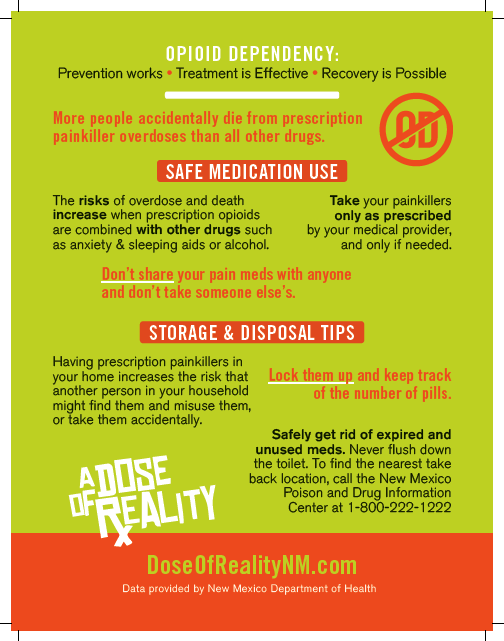 OPIOID DEPENDENCY:
Prevention works • Treatment is Effective • Recovery is Possible
More people accidentally die from prescription
painkiller overdoses than all other drugs.
OD
SAFE MEDICATION USE
The risks of overdose and death
increase when prescription opioids
are combined with other drugs such
as anxiety & sleeping aids or alcohol.
Take your painkillers
only as prescribed
by your medical provider,
and only if needed.
Don't share your pain meds with anyone
and don't take someone else's.
STORAGE & DISPOSAL TIPS
Having prescription painkillers in
your home increases the risk that
another person in your household
might find them and misuse them,
or take them accidentally.
Lock them up and keep track
of the number of pills.
Safely get rid of expired and
unused meds. Never flush down
the toilet. To find the nearest take
back location, call the New Mexico
Poison and Drug Information
Center at 1-800-222-1222
A DOSE
OF REALITY
DoseOfRealityNM.com
Data provided by New Mexico Department of Health